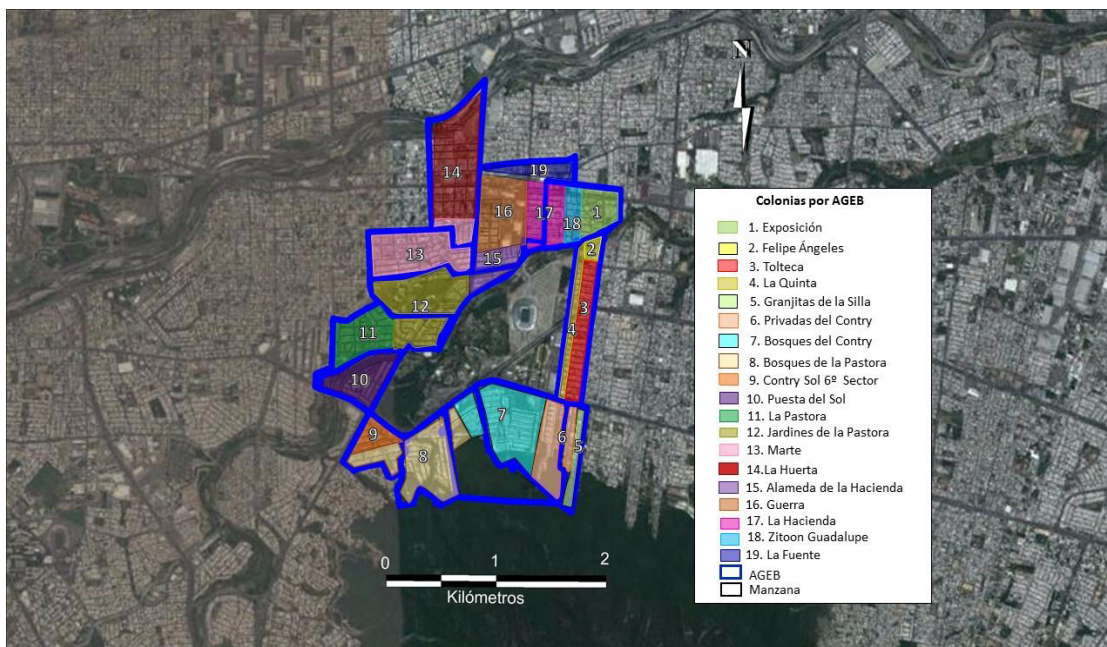 N
14
19
16
17
18
1
15
2
13
12
3
4
11
10
9
8
7
6
5
0 1 2
Kilómetros
Colonias por AGEB
1. Exposición
2. Felipe Ángeles
3. Tolteca
4. La Quinta
5. Granjitas de la Silla
6. Privadas del Contry
7. Bosques del Contry
8. Bosques de la Pastora
9. Contry Sol 6º Sector
10. Puesta del Sol
11. La Pastora
12. Jardines de la Pastora
13. Marte
14.La Huerta
15. Alameda de la Hacienda
16. Guerra
17. La Hacienda
18. Zitoon Guadalupe
19. La Fuente
AGEB
Manzana